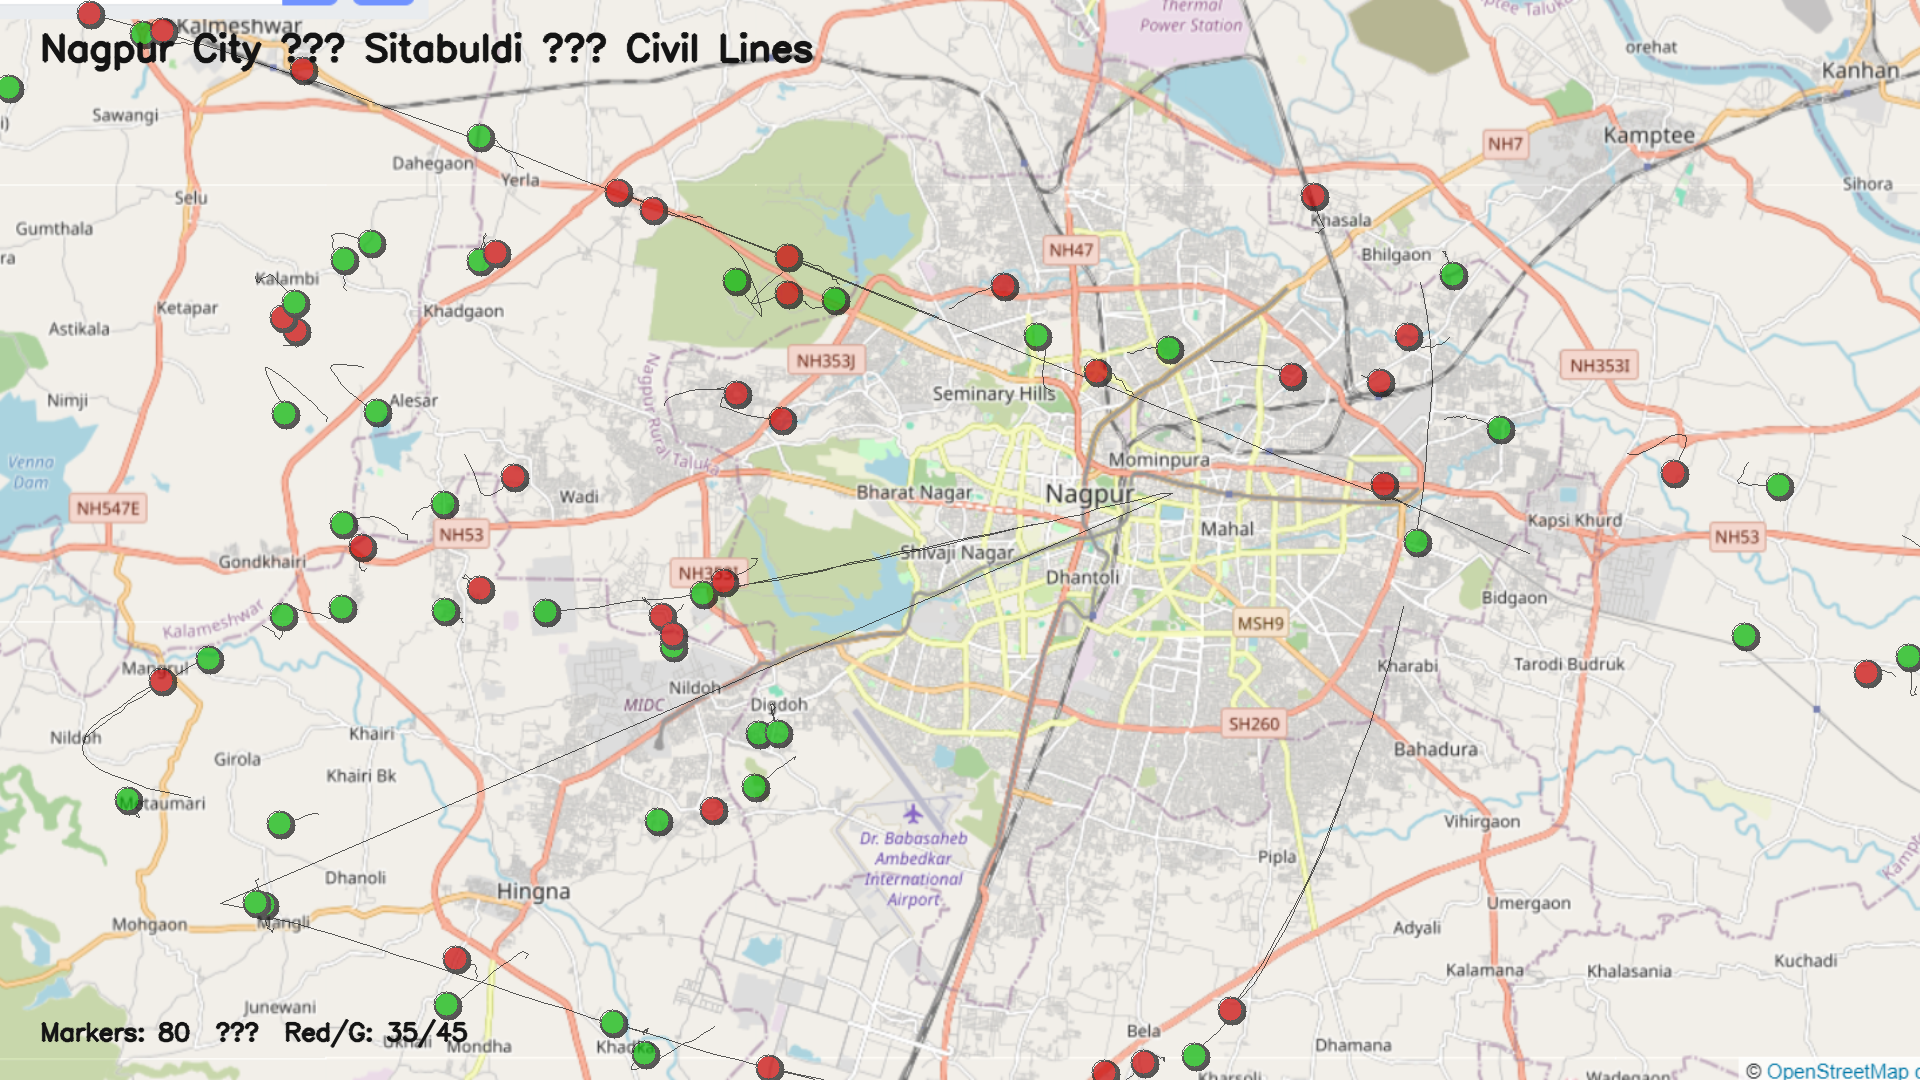 Nagpur City ??? Sitabuldi ??? Civil Lines
Kalmeshwar
Thermal
Power Station
orehat
Kanhan
Sawangi
i)
NH7
Kamptee
Dahegaon
Yerla
Selu
Sihora
Gumthala
Khasala
ra
NH47
Bhilgaon
Kalambi
Ketapar
Khadgaon
Astikala
NH353J
NH353I
Seminary Hills
Nimji
Alesar
Nagpur Rural Taluka
Mominpura
Venna
Dam
Bharat Nagar
Nagpur
Wadi
NH547E
NH53
Mahal
Kapsi Khurd
NH53
Shivaji Nagar
Gondkhairi
Dhantoli
Bidgaon
Kalameshwar
MSH9
Mangrul
Kharabi
Tarodi Budruk
Nildoh
MIDC
Digdoh
SH260
Nildoh
Khairi
Bahadura
Girola
Khairi Bk
Metaumari
Vihirgaon
Dr. Babasaheb
Ambedkar
International
Airport
Pipla
Dhanoli
Hingna
Umergaon
Mohgaon
Mangli
Adyali
Kalamana
Khalasania
Kuchadi
Junewani
Markers: 80 ??? Red/G: 35/45
Mondha
Khadka
Bela
Dhamana
Kharsoli
Wadegaon
© OpenStreetMap c